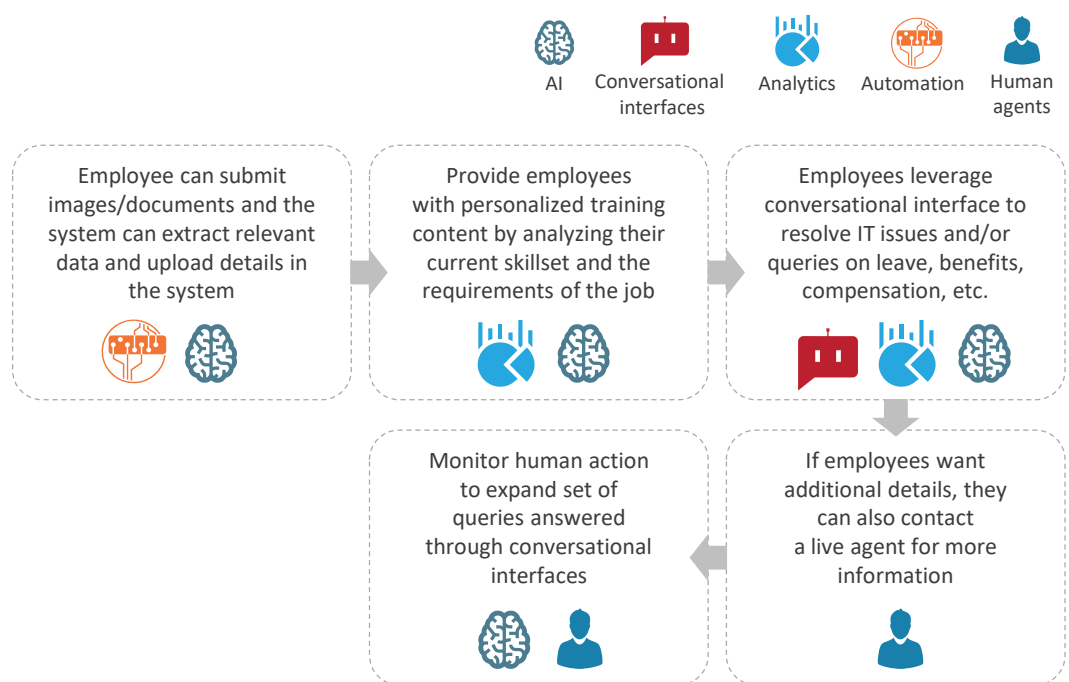 AI
Conversational
interfaces
Analytics
Automation
Human
agents
Employee can submit
images/documents and the
system can extract relevant
data and upload details in
the system
Provide employees
with personalized training
content by analyzing their
current skillset and the
requirements of the job
Employees leverage
conversational interface to
resolve IT issues and/or
queries on leave, benefits,
compensation, etc.
If employees want
additional details, they
can also contact
a live agent for more
information
Monitor human action
to expand set of
queries answered
through conversational
interfaces